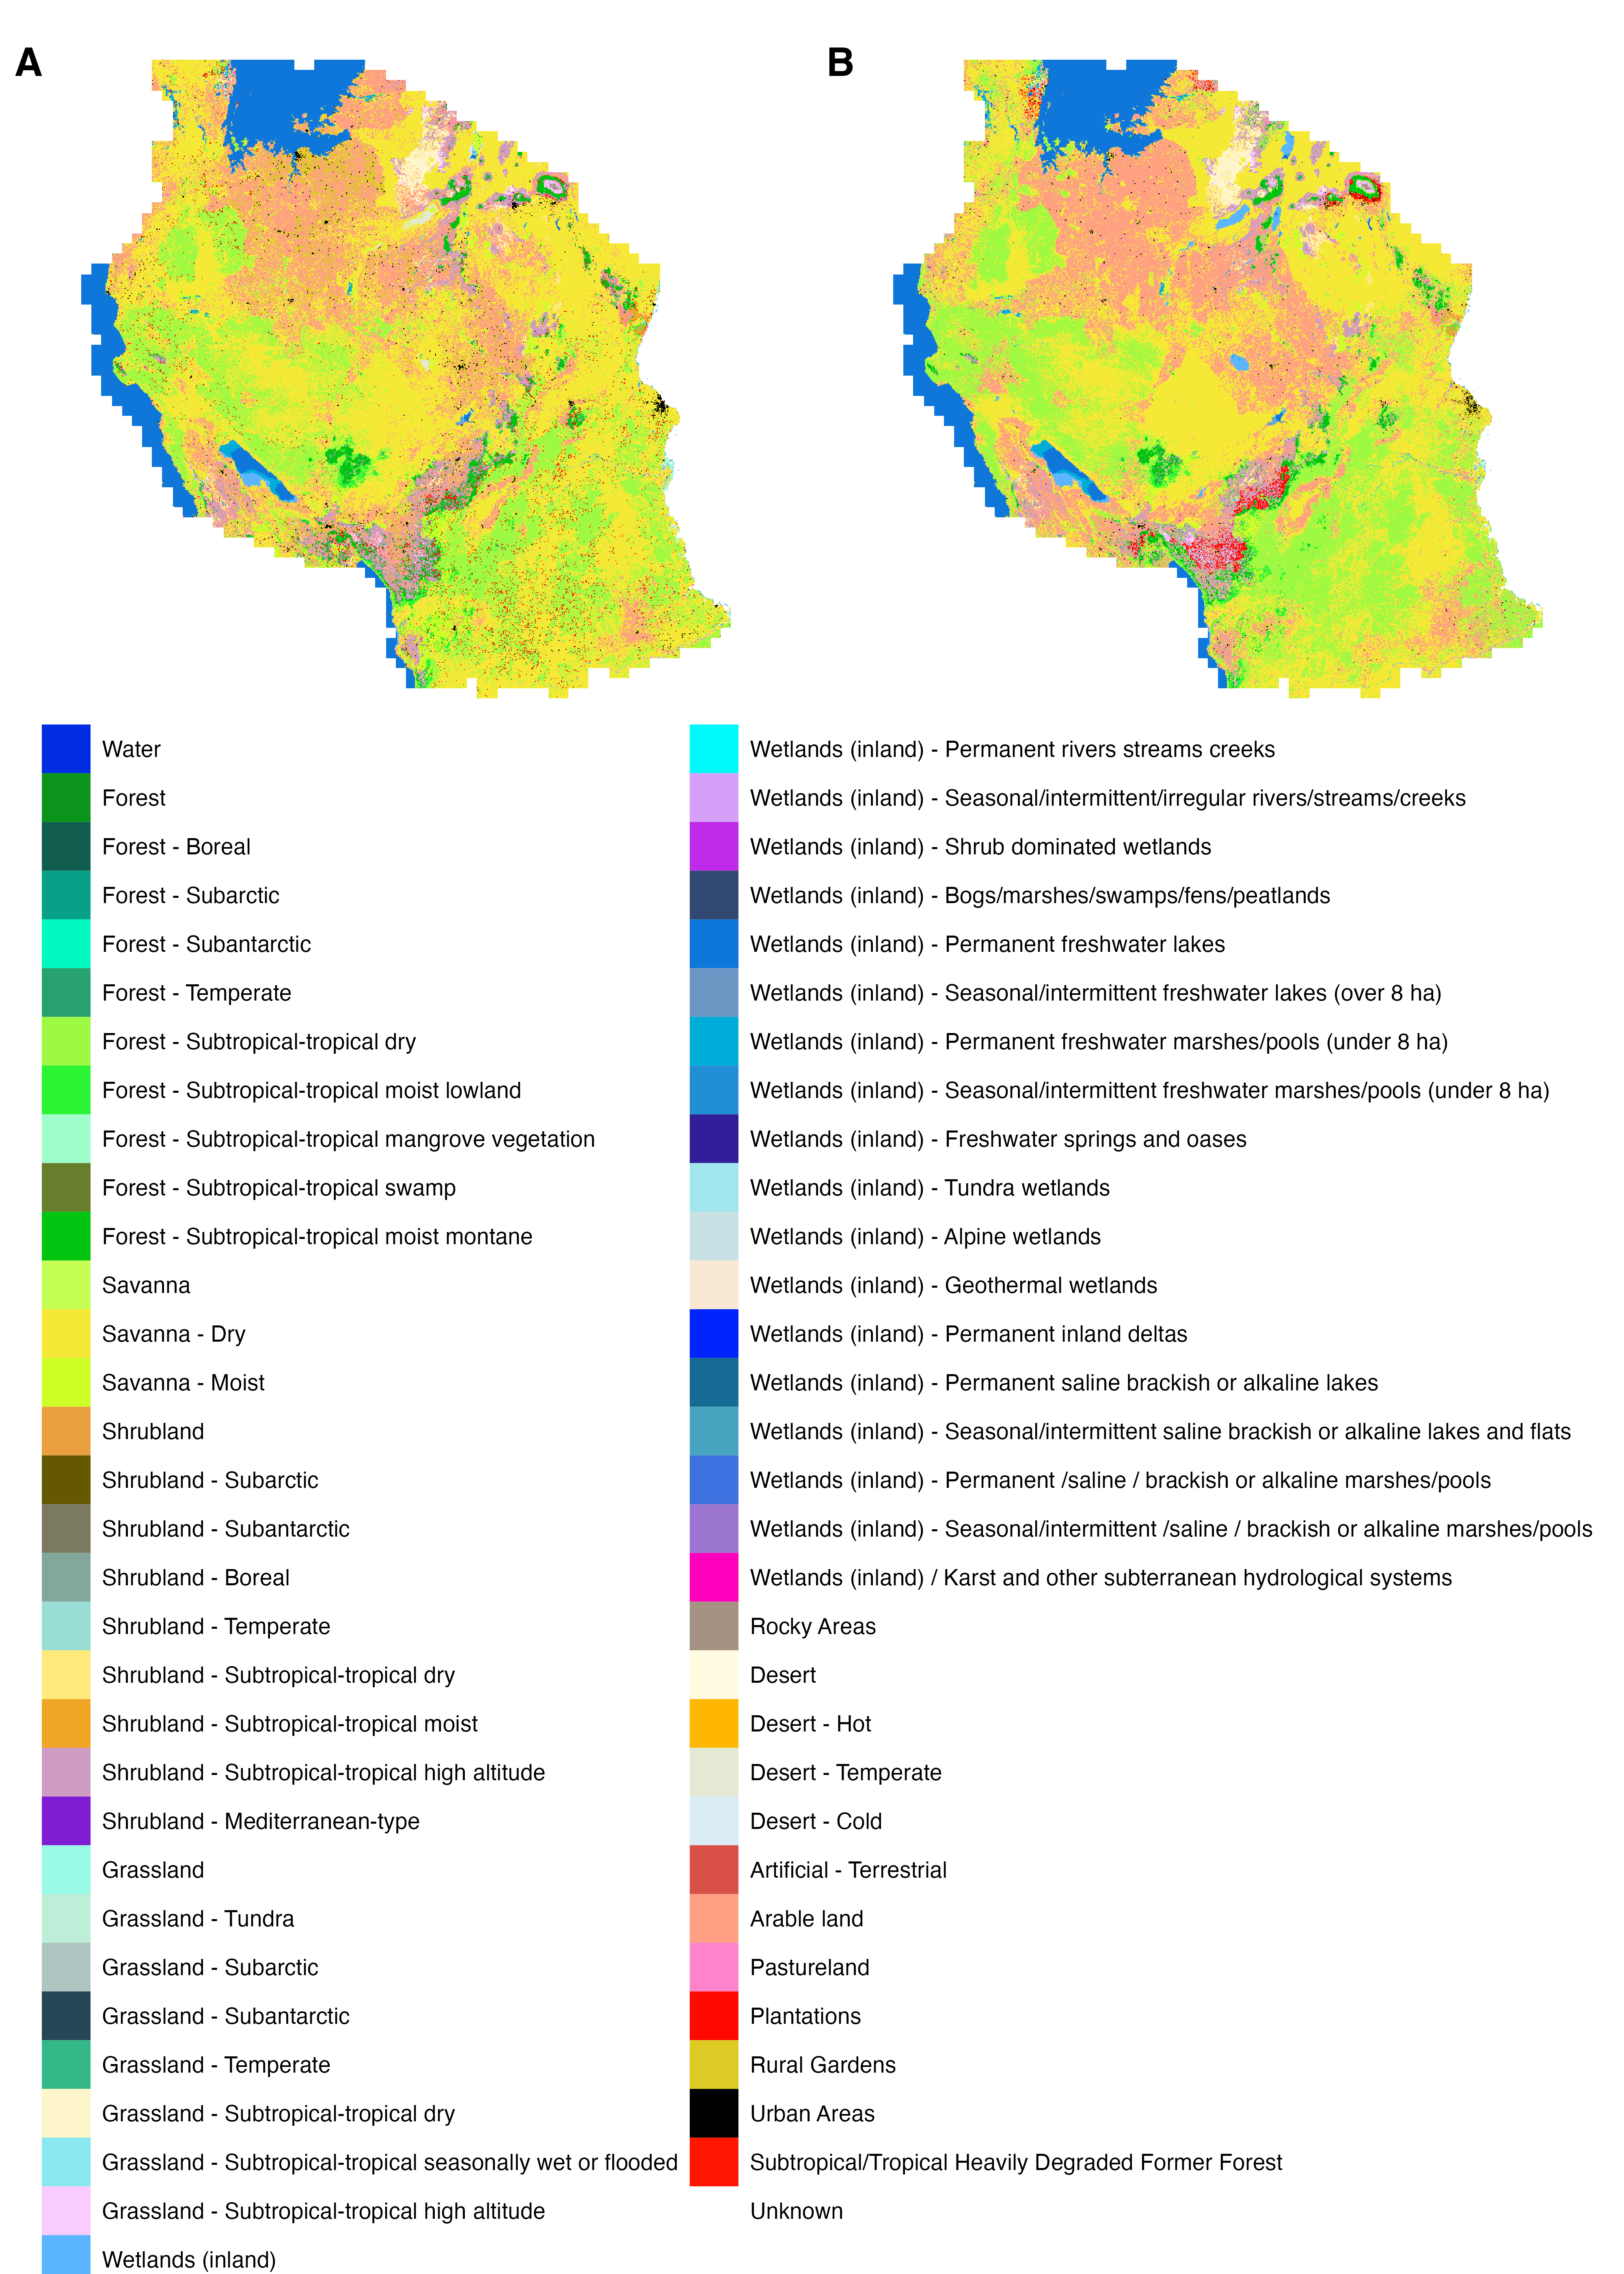 A
B
Water
Forest
Forest - Boreal
Forest - Subarctic
Forest - Subantarctic
Forest - Temperate
Forest - Subtropical-tropical dry
Forest - Subtropical-tropical moist lowland
Forest - Subtropical-tropical mangrove vegetation
Forest - Subtropical-tropical swamp
Forest - Subtropical-tropical moist montane
Savanna
Savanna - Dry
Savanna - Moist
Shrubland
Shrubland - Subarctic
Shrubland - Subantarctic
Shrubland - Boreal
Shrubland - Temperate
Shrubland - Subtropical-tropical dry
Shrubland - Subtropical-tropical moist
Shrubland - Subtropical-tropical high altitude
Shrubland - Mediterranean-type
Grassland
Grassland - Tundra
Grassland - Subarctic
Grassland - Subantarctic
Grassland - Temperate
Grassland - Subtropical-tropical dry
Grassland - Subtropical-tropical seasonally wet or flooded
Grassland - Subtropical-tropical high altitude
Wetlands (inland)
Wetlands (inland) - Permanent rivers streams creeks
Wetlands (inland) - Seasonal/intermittent/irregular rivers/streams/creeks
Wetlands (inland) - Shrub dominated wetlands
Wetlands (inland) - Bogs/marshes/swamps/fens/peatlands
Wetlands (inland) - Permanent freshwater lakes
Wetlands (inland) - Seasonal/intermittent freshwater lakes (over 8 ha)
Wetlands (inland) - Permanent freshwater marshes/pools (under 8 ha)
Wetlands (inland) - Seasonal/intermittent freshwater marshes/pools (under 8 ha)
Wetlands (inland) - Freshwater springs and oases
Wetlands (inland) - Tundra wetlands
Wetlands (inland) - Alpine wetlands
Wetlands (inland) - Geothermal wetlands
Wetlands (inland) - Permanent inland deltas
Wetlands (inland) - Permanent saline brackish or alkaline lakes
Wetlands (inland) - Seasonal/intermittent saline brackish or alkaline lakes and flats
Wetlands (inland) - Permanent /saline / brackish or alkaline marshes/pools
Wetlands (inland) - Seasonal/intermittent /saline / brackish or alkaline marshes/pools
Wetlands (inland) / Karst and other subterranean hydrological systems
Rocky Areas
Desert
Desert - Hot
Desert - Temperate
Desert - Cold
Artificial - Terrestrial
Arable land
Pastureland
Plantations
Rural Gardens
Urban Areas
Subtropical/Tropical Heavily Degraded Former Forest
Unknown